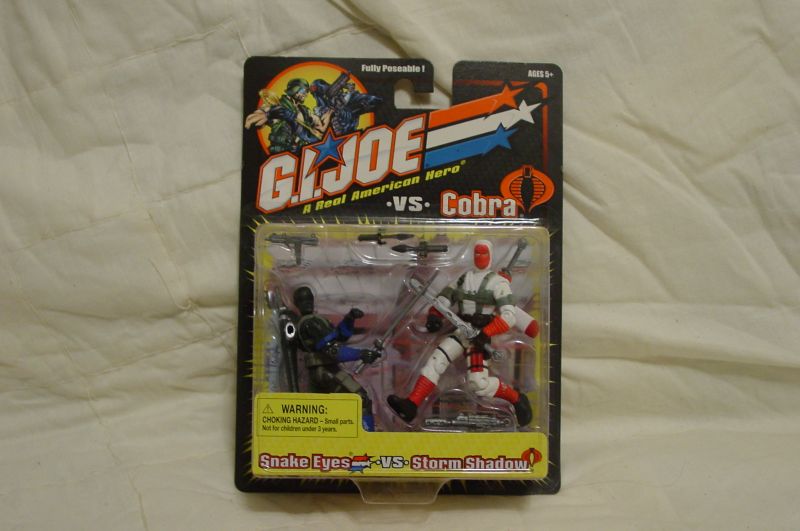 Fully Poseable !
AGES 5+
G.I.JOE
A Real American Hero®
·VS· Cobra
WARNING:
CHOKING HAZARD – Small parts.
Not for children under 3 years.
Snake Eyes ·VS· Storm Shadow